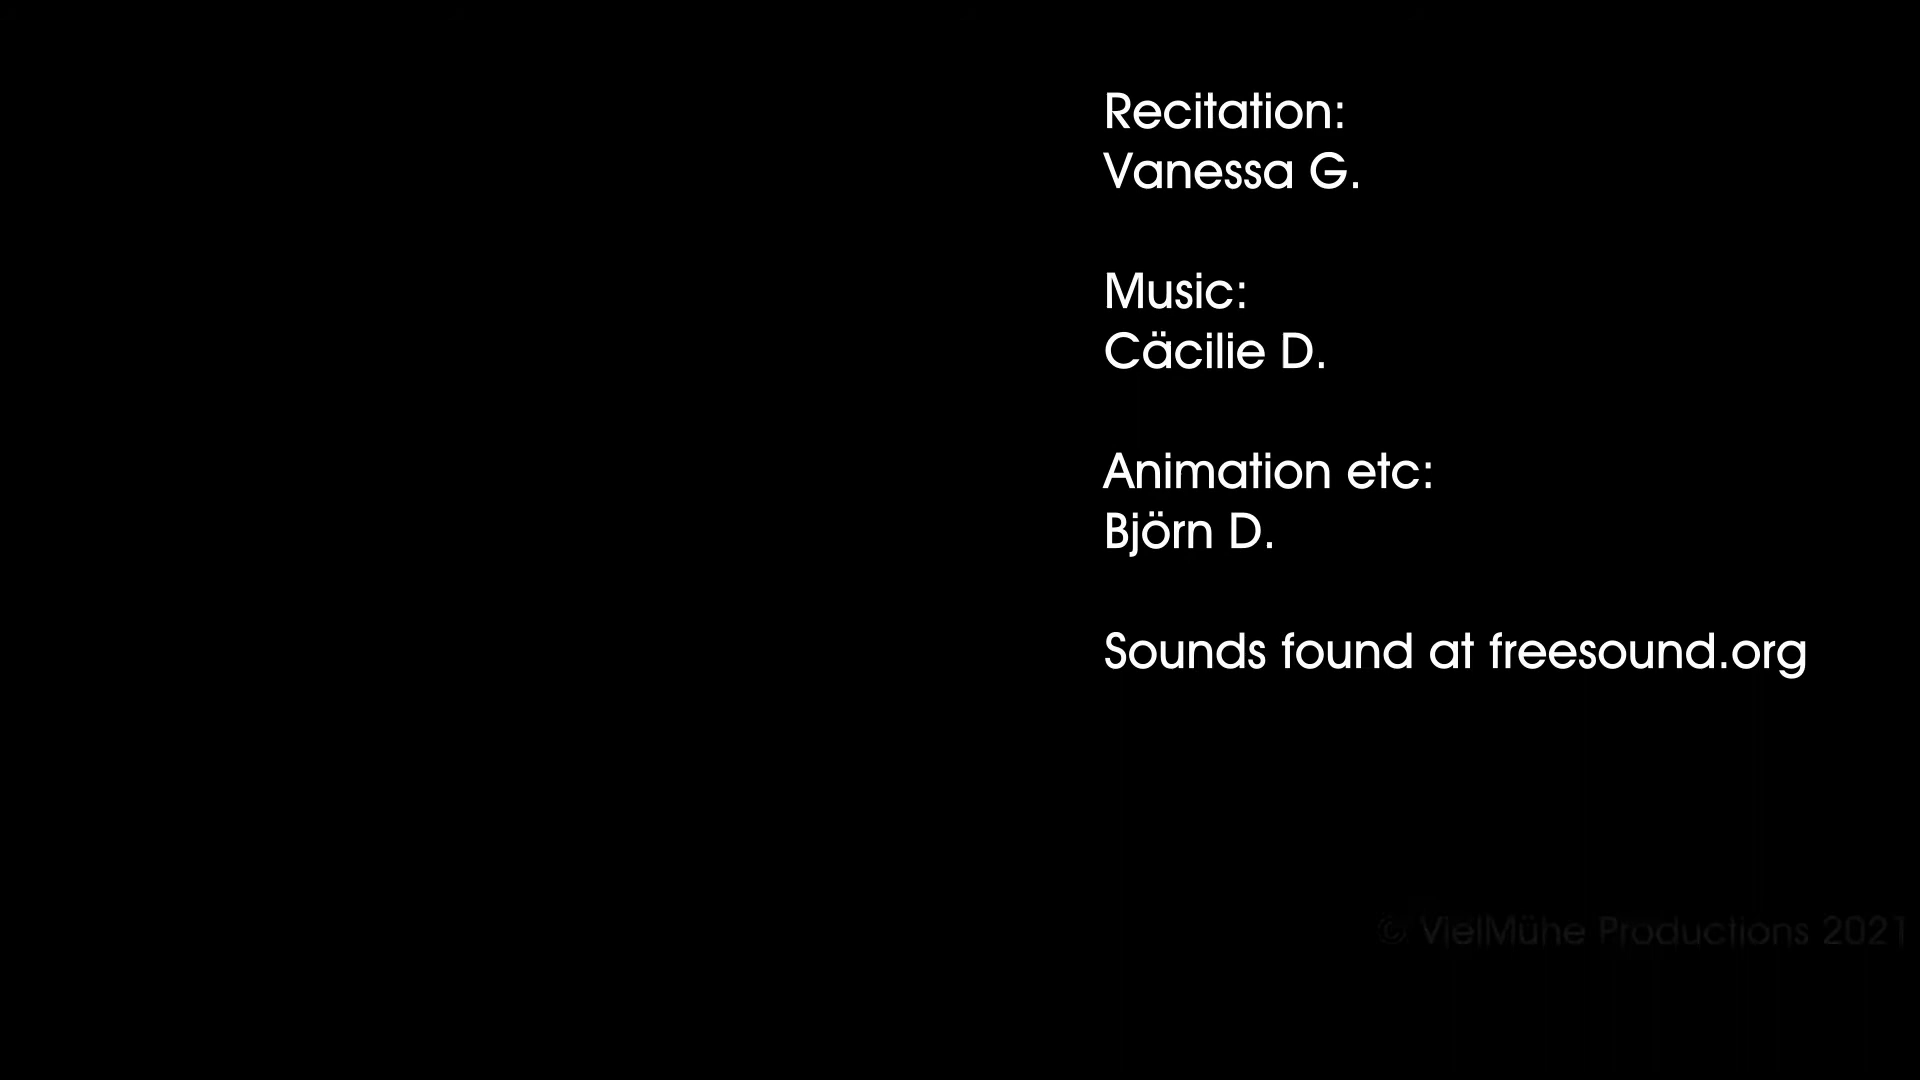 Recitation:
Vanessa G.
Music:
Cäcilie D.
Animation etc:
Björn D.
Sounds found at freesound.org
© VielMühe Productions 2021